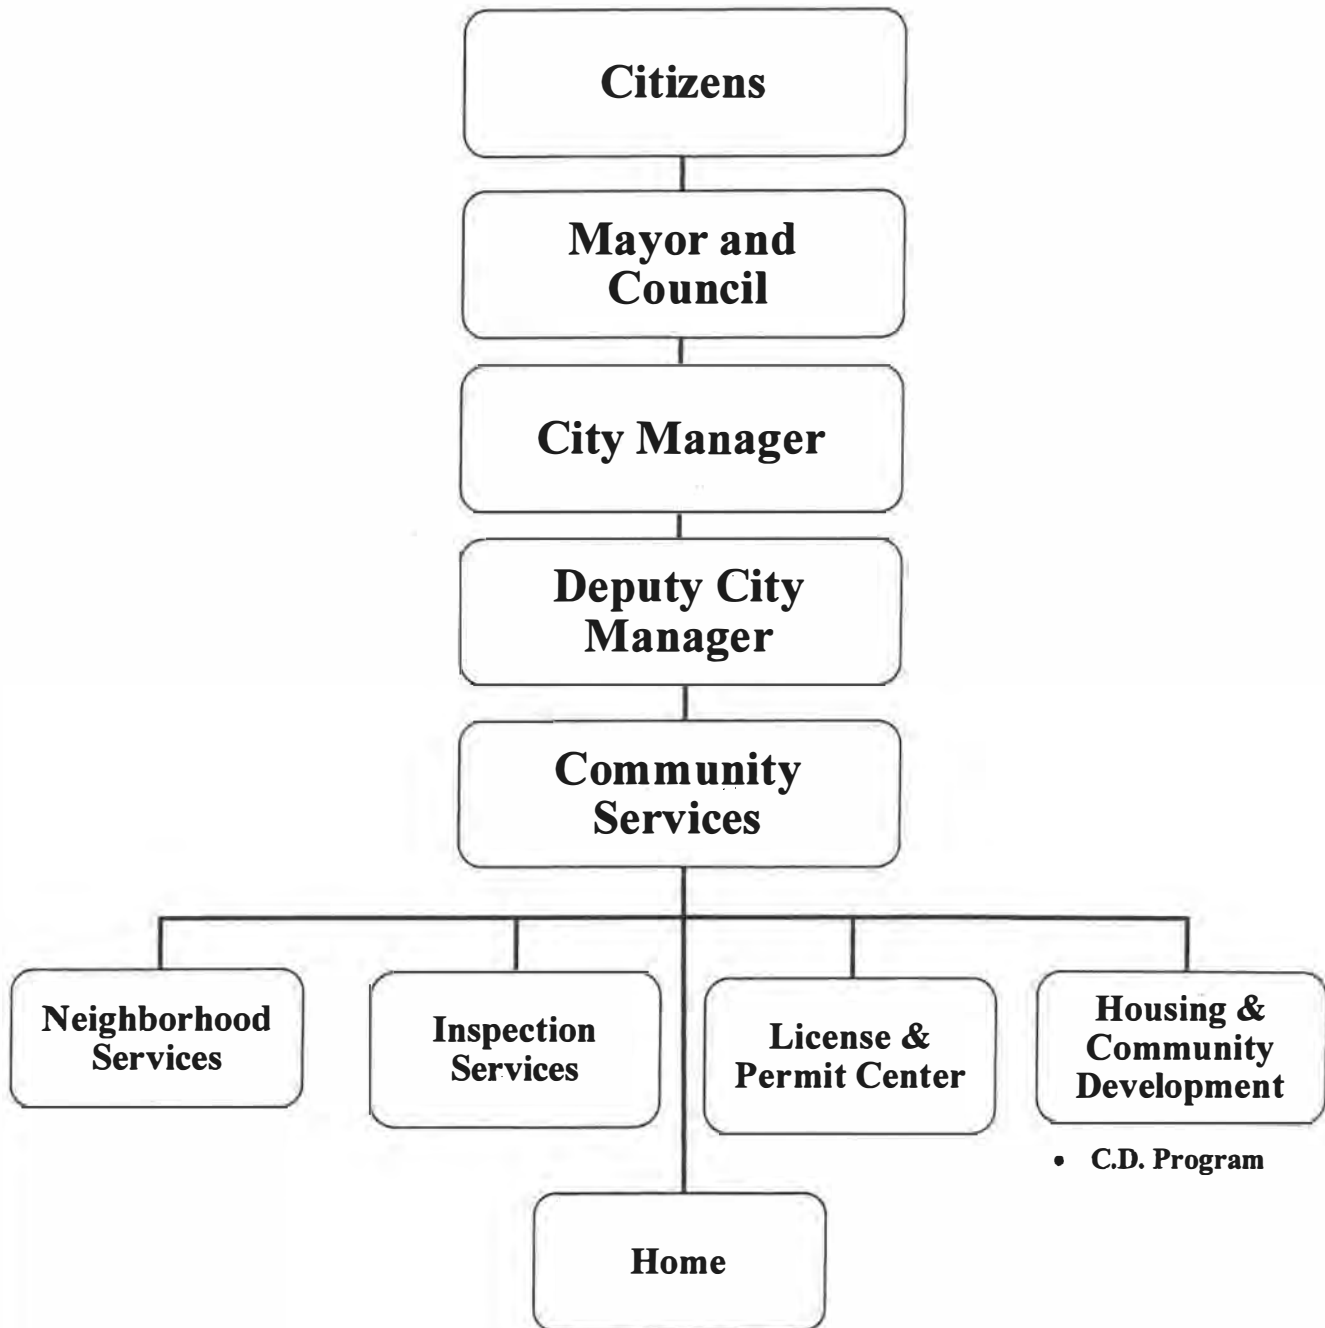 Citizens
Mayor and
Council
City Manager
Deputy City
Manager
Community
Services
Neighborhood
Services
Inspection
Services
License &
Permit Center
Housing &
Community
Development
• C.D. Program
Home